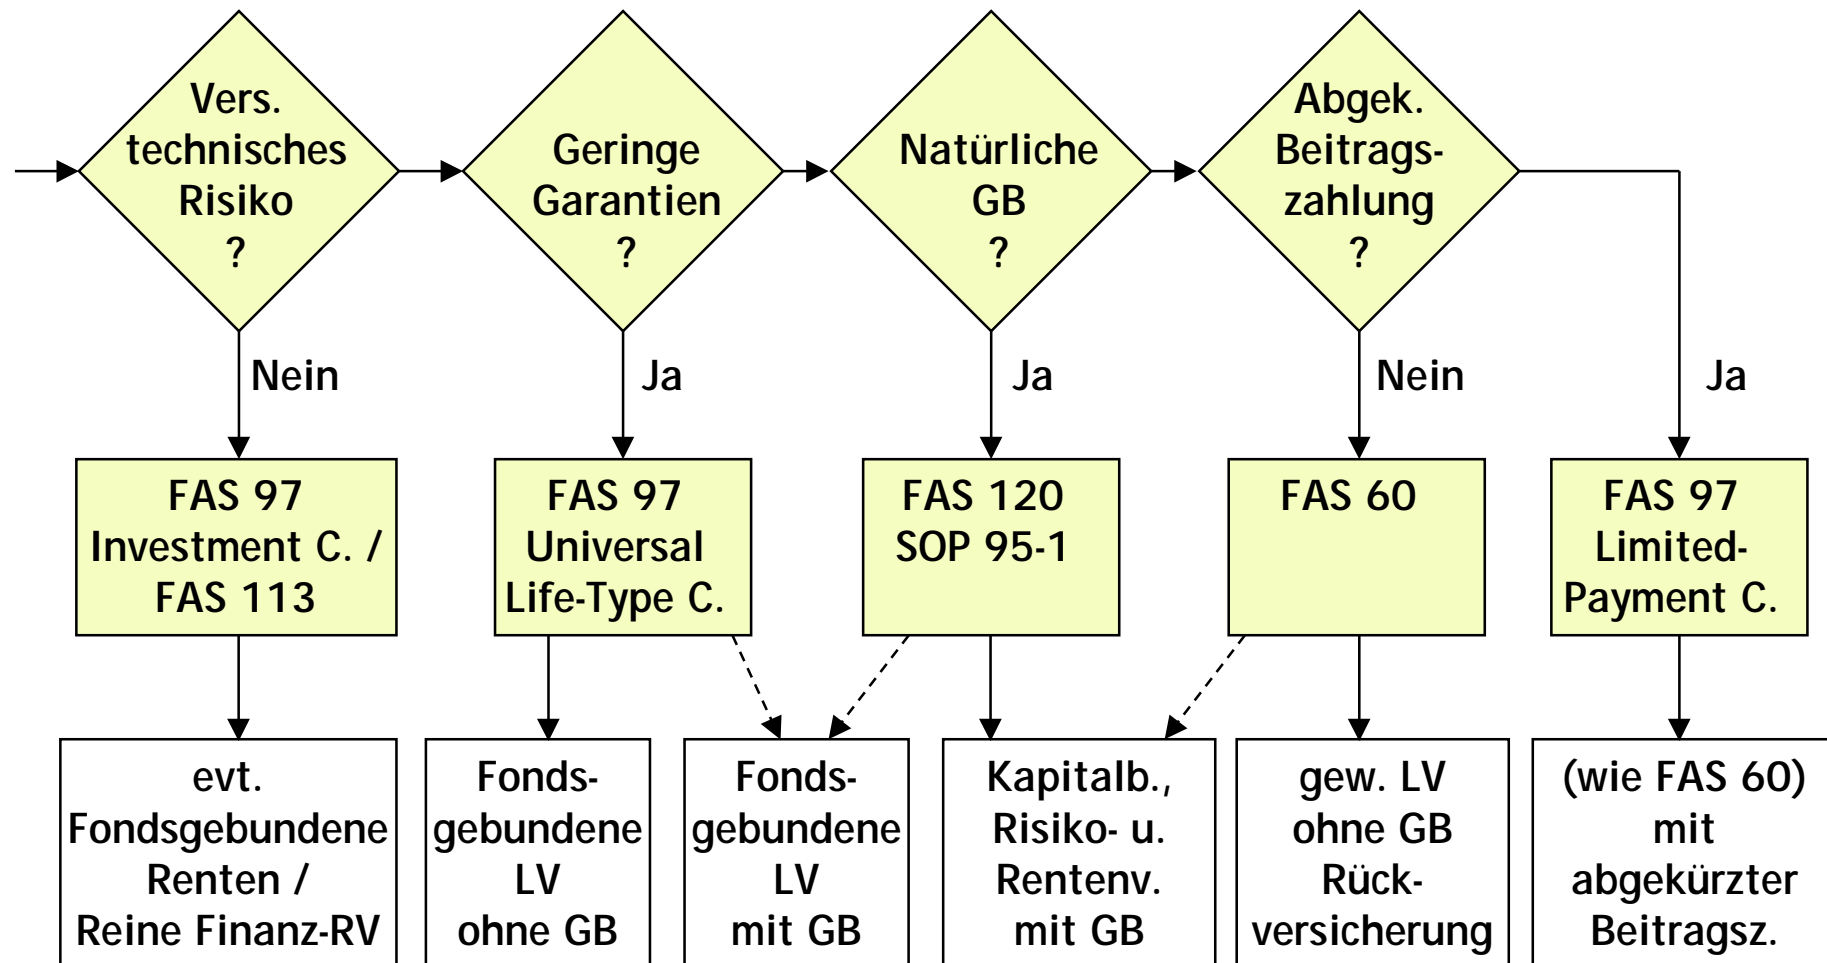 Vers.
technisches
Risiko
?
Geringe
Garantien
?
Natürliche
GB
?
Abgek.
Beitrags-
zahlung
?
Nein
Ja
Ja
Nein
Ja
FAS 97
Investment C. /
FAS 113
FAS 97
Universal
Life-Type C.
FAS 120
SOP 95-1
FAS 60
FAS 97
Limited-
Payment C.
evt.
Fondsgebundene
Renten /
Reine Finanz-RV
Fonds-
gebundene
LV
ohne GB
Fonds-
gebundene
LV
mit GB
Kapitalb.,
Risiko- u.
Rentenv.
mit GB
gew. LV
ohne GB
Rück-
versicherung
(wie FAS 60)
mit
abgekürzter
Beitragsz.